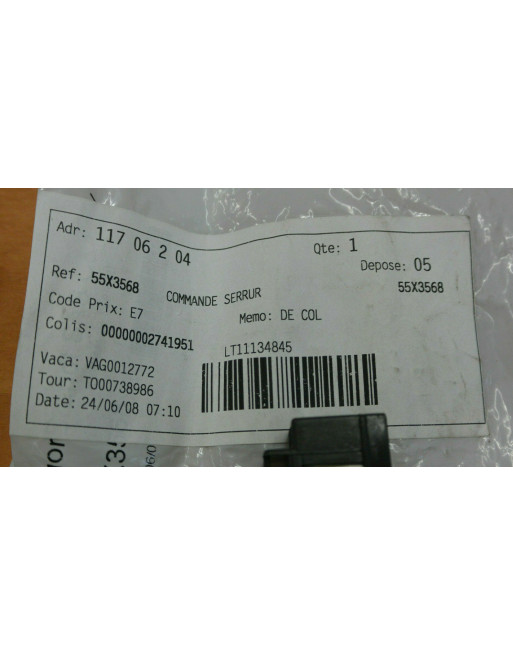 Adr: 117 06 2 04
Qte: 1
Depose: 05
Ref: 55X3568
COMMANDE SERRUR
55X3568
Code Prix: E7
Memo: DE COL
Colis: 00000002741951
LT11134845
Vaca: VAG0012772
Tour: T000738986
Date: 24/06/08 07:10